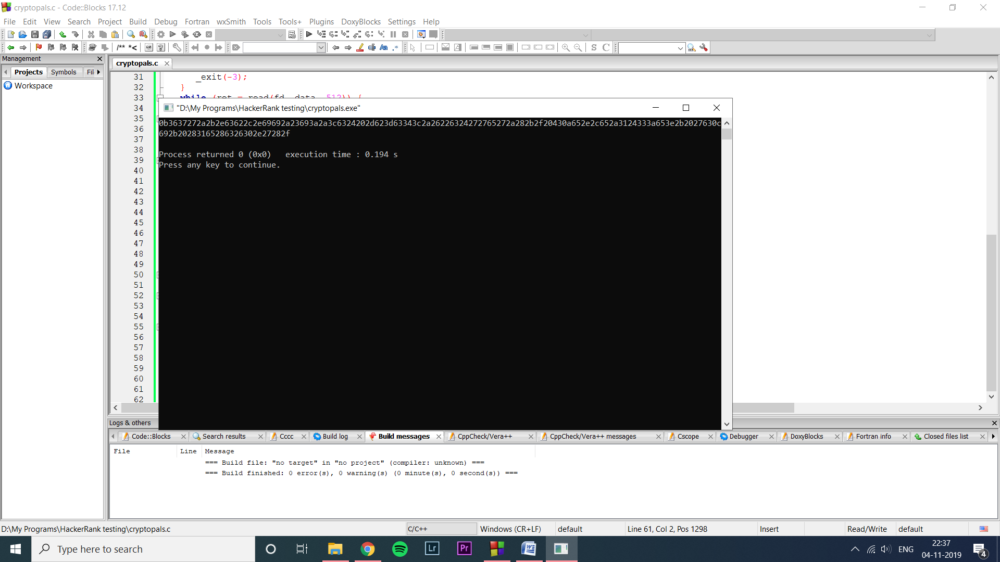 cryptopals.c - Code::Blocks 17.12
File Edit View Search Project Build Debug Fortran wxSmith Tools Tools+ Plugins DoxyBlocks Settings Help
/** *<
S C
Management
cryptopals.c
Projects Symbols Fil
Workspace
31 _exit(-3);
32 }
33 while (ret = read(fd, data, 512)) {
34
35
36
37
38
39
40
41
42
43
44
45
46
47
48
49
50
51
52
53
54
55
56
57
58
59
60
61
62
"D:\My Programs\HackerRank testing\cryptopals.exe"
0b3637272a2b2e63622c2e69692a23693a2a3c6324202d623d63343c2a26226324272765272a282b2f20430a652e2c652a3124333a653e2b2027630c
692b20283165286326302e27282f
Process returned 0 (0x0) execution time : 0.194 s
Press any key to continue.
Logs & others
Code::Blocks Search results Cccc Build log Build messages CppCheck/Vera++ CppCheck/Vera++ messages Cscope Debugger DoxyBlocks Fortran info Closed files list
File Line Message
=== Build file: "no target" in "no project" (compiler: unknown) ===
=== Build finished: 0 error(s), 0 warning(s) (0 minute(s), 0 second(s)) ===
D:\My Programs\HackerRank testing\cryptopals.c C/C++ Windows (CR+LF) default Line 61, Col 2, Pos 1298 Insert Read/Write default
Type here to search
Lr Pr
ENG
22:37
04-11-2019
4